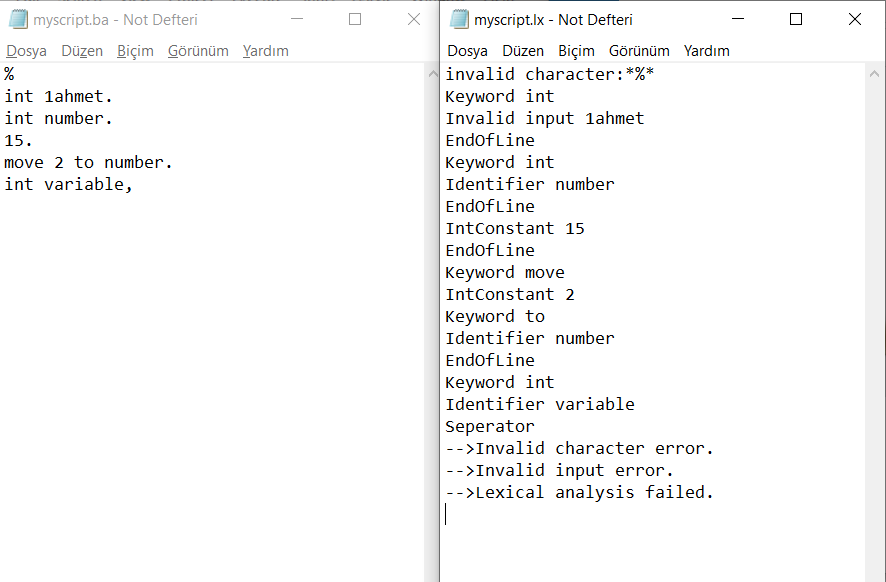 myscript.ba - Not Defteri
Dosya Düzen Biçim Görünüm Yardım
%
int 1ahmet.
int number.
15.
move 2 to number.
int variable,
myscript.lx - Not Defteri
Dosya Düzen Biçim Görünüm Yardım
invalid character:*%*
Keyword int
Invalid input 1ahmet
EndOfLine
Keyword int
Identifier number
EndOfLine
IntConstant 15
EndOfLine
Keyword move
IntConstant 2
Keyword to
Identifier number
EndOfLine
Keyword int
Identifier variable
Seperator
-->Invalid character error.
-->Invalid input error.
-->Lexical analysis failed.